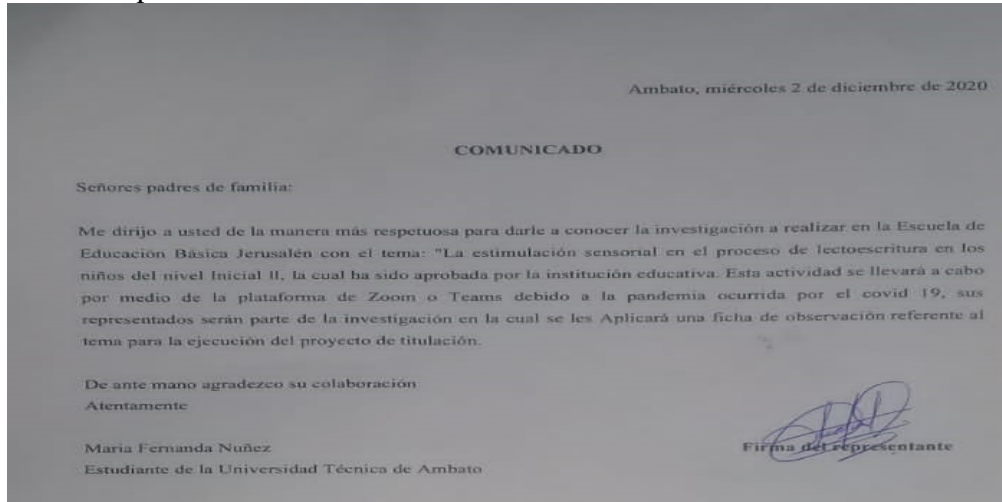 Ambato, miércoles 2 de diciembre de 2020
COMUNICADO
Señores padres de familia:
Me dirijo a usted de la manera más respetuosa para darle a conocer la investigación a realizar en la Escuela de
Educación Básica Jerusalén con el tema: "La estimulación sensorial en el proceso de lectoescritura en los
niños del nivel Inicial II, la cual ha sido aprobada por la institución educativa. Esta actividad se llevará a cabo
por medio de la plataforma de Zoom o Teams debido a la pandemia ocurrida por el covid 19, sus
representados serán parte de la investigación en la cual se les Aplicará una ficha de observación referente al
tema para la ejecución del proyecto de titulación.
De ante mano agradezco su colaboración
Atentamente
Maria Fernanda Nuñez
Estudiante de la Universidad Técnica de Ambato
Firma del representante